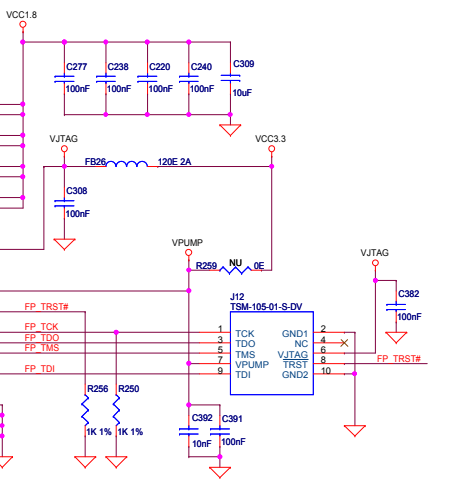 VCC1.8
C277 C238 C220 C240 C309
100nF 100nF 100nF 100nF 10uF
VJTAG VCC3.3
FB26 120E 2A
C308
100nF
VPUMP
R259 NU 0E
VJTAG
C382
100nF
J12
TSM-105-01-S-DV
FP_TRST#
FP_TCK 1 TCK GND1 2
FP_TDO 3 TDO NC 4
FP_TMS 5 TMS VJTAG 6
7 VPUMP TRST 8 FP_TRST#
FP_TDI 9 TDI GND2 10
R256 R250
1K 1% 1K 1%
C392 C391
10nF 100nF